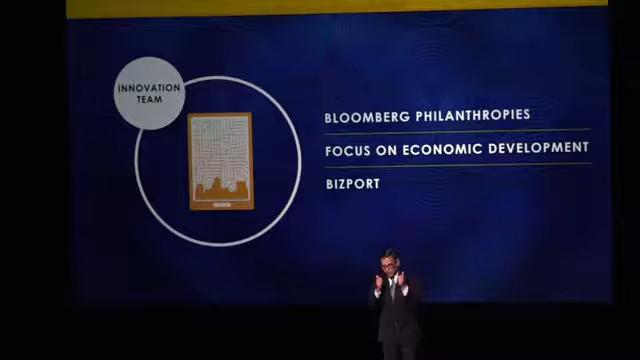 INNOVATION
TEAM
BLOOMBERG PHILANTHROPIES
FOCUS ON ECONOMIC DEVELOPMENT
BIZPORT